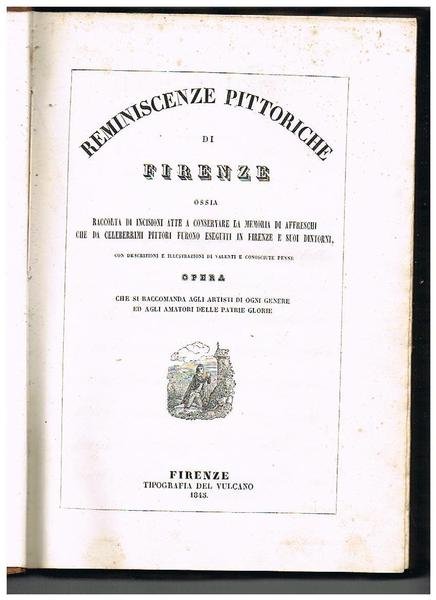 REMINISCENZE PITTORICHE
DI
FIRENZE
OSSIA
RACCOLTA DI INCISIONI ATTE A CONSERVARE LA MEMORIA DI AFFRESCHI
CHE DA CELEBERRIMI PITTORI FURONO ESEGUITI IN FIRENZE E SUOI DINTORNI,
CON DESCRIZIONI E ILLUSTRAZIONI DI VALENTI E CONOSCIUTE PENNE
OPERA
CHE SI RACCOMANDA AGLI ARTISTI DI OGNI GENERE
ED AGLI AMATORI DELLE PATRIE GLORIE
FIRENZE
TIPOGRAFIA DEL VULCANO
1845.